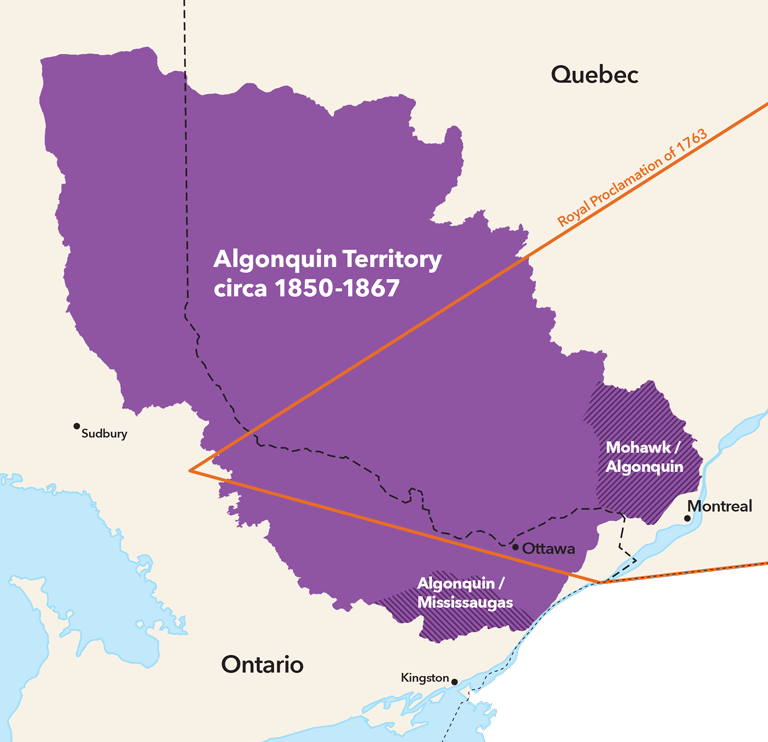 Quebec
Royal Proclamation of 1763
Algonquin Territory
circa 1850-1867
Sudbury
Mohawk /
Algonquin
Montreal
Ottawa
Algonquin /
Mississaugas
Ontario
Kingston